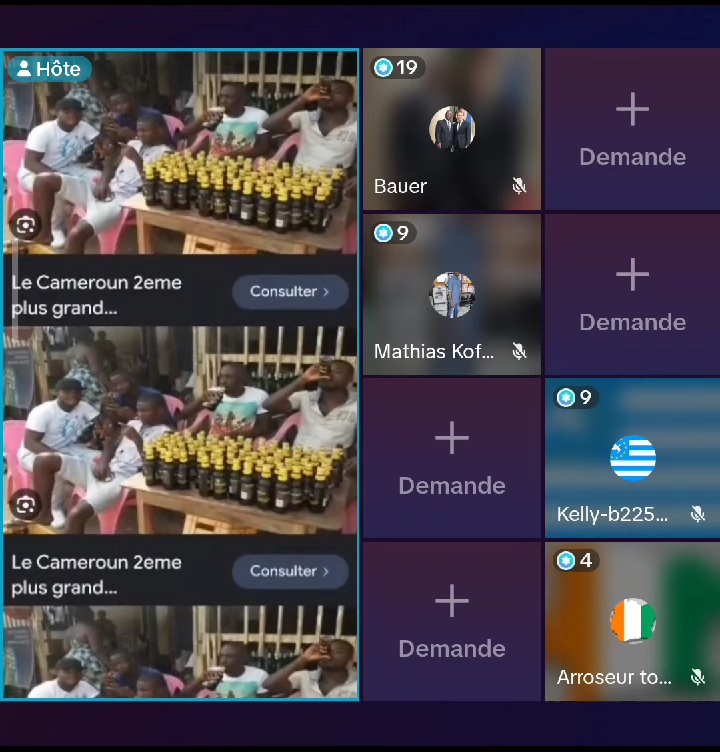 Hôte
Le Cameroun 2eme
plus grand...
Consulter >
Le Cameroun 2eme
plus grand...
Consulter >
19
Bauer
Demande
9
Mathias Kof...
Demande
Demande
9
Kelly-b225...
Demande
4
Arroseur to...